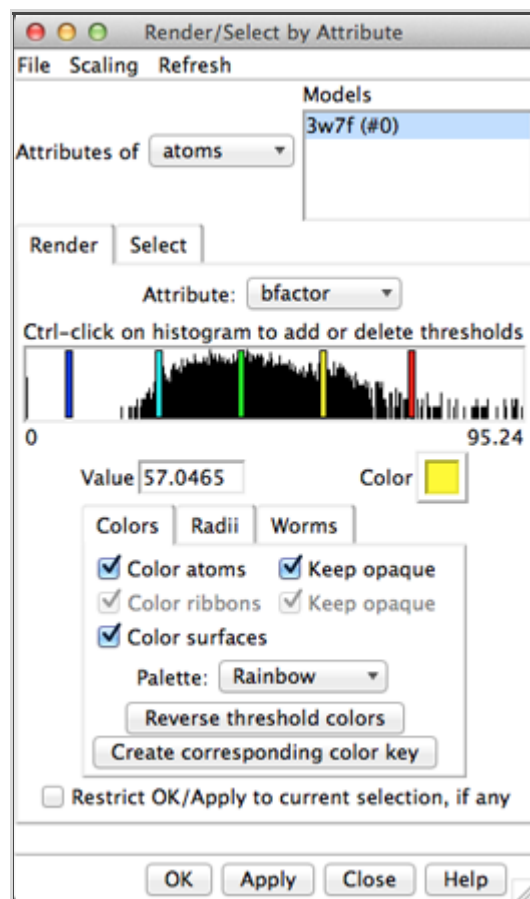 Render/Select by Attribute
File Scaling Refresh
Models
3w7f (#0)
Attributes of atoms
Render Select
Attribute: bfactor
Ctrl-click on histogram to add or delete thresholds
0 95.24
Value 57.0465 Color
Colors Radii Worms
Color atoms Keep opaque
Color ribbons Keep opaque
Color surfaces
Palette: Rainbow
Reverse threshold colors
Create corresponding color key
Restrict OK/Apply to current selection, if any
OK Apply Close Help